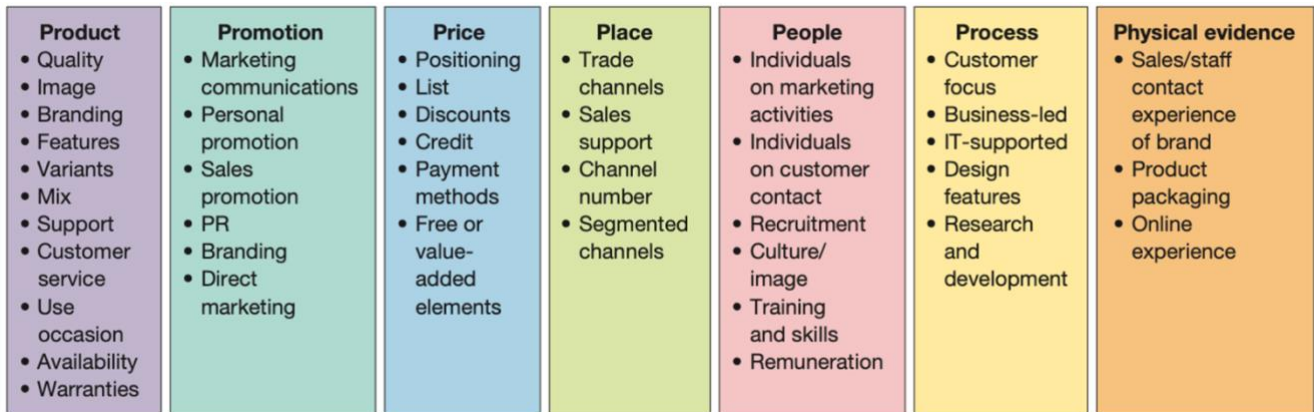 Product
• Quality
• Image
• Branding
• Features
• Variants
• Mix
• Support
• Customer
service
• Use
occasion
• Availability
• Warranties
Promotion
• Marketing
communications
• Personal
promotion
• Sales
promotion
• PR
• Branding
• Direct
marketing
Price
• Positioning
• List
• Discounts
• Credit
• Payment
methods
• Free or
value-
added
elements
Place
• Trade
channels
• Sales
support
• Channel
number
• Segmented
channels
People
• Individuals
on marketing
activities
• Individuals
on customer
contact
• Recruitment
• Culture/
image
• Training
and skills
• Remuneration
Process
• Customer
focus
• Business-led
• IT-supported
• Design
features
• Research
and
development
Physical evidence
• Sales/staff
contact
experience
of brand
• Product
packaging
• Online
experience